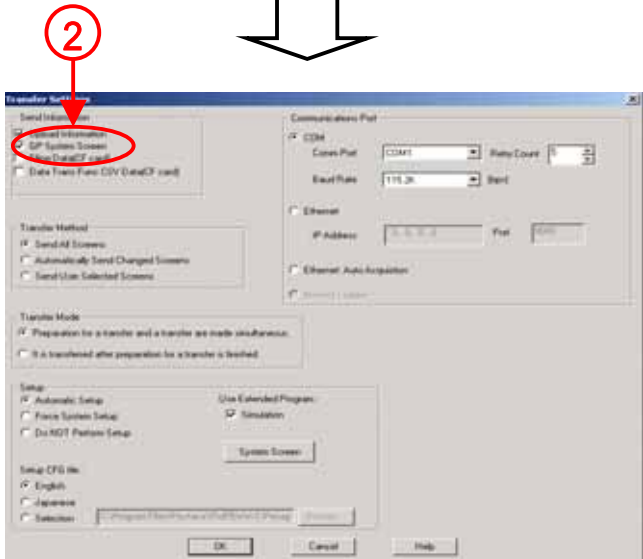 2
Transfer Settings
Send Information
Upload Information
GP System Screen
Filing Data(CF card)
Data Trans Func CSV Data(CF card)
Transfer Method
Send All Screens
Automatically Send Changed Screens
Send User Selected Screens
Transfer Mode
Preparation for a transfer and a transfer are made simultaneous.
It is transferred after preparation for a transfer is finished.
Setup
Automatic Setup
Force System Setup
Do NOT Perform Setup
Use Extended Program
Simulation
System Screen
Setup CFG file
English
Japanese
Selection
Communications Port
COM
Comm Port COM1 Retry Count 5
Baud Rate 115.2K
Ethernet
IP Address Port
Ethernet: Auto Acquisition
OK Cancel Help